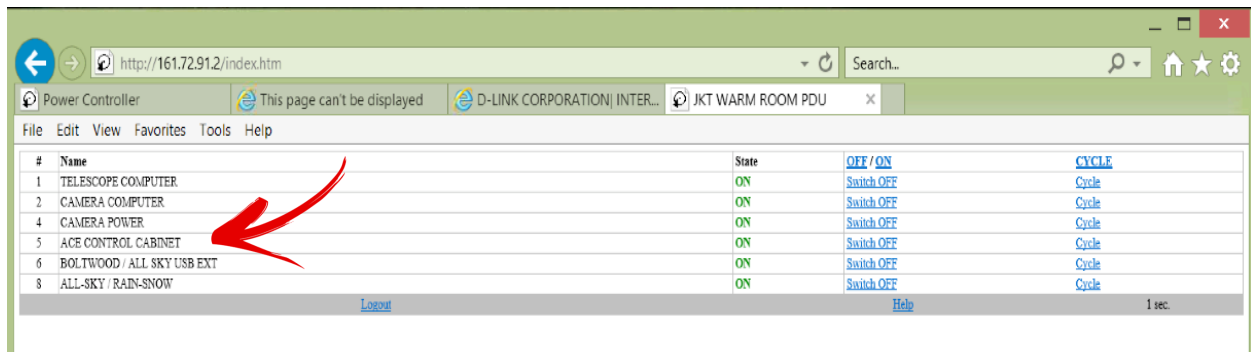 http://161.72.91.2/index.htm Search...
Power Controller This page can't be displayed D-LINK CORPORATION| INTER... JKT WARM ROOM PDU
File Edit View Favorites Tools Help
# Name State OFF / ON CYCLE
1 TELESCOPE COMPUTER ON Switch OFF Cycle
2 CAMERA COMPUTER ON Switch OFF Cycle
4 CAMERA POWER ON Switch OFF Cycle
5 ACE CONTROL CABINET ON Switch OFF Cycle
6 BOLTWOOD / ALL SKY USB EXT ON Switch OFF Cycle
8 ALL-SKY / RAIN-SNOW ON Switch OFF Cycle
Logout Help 1 sec.